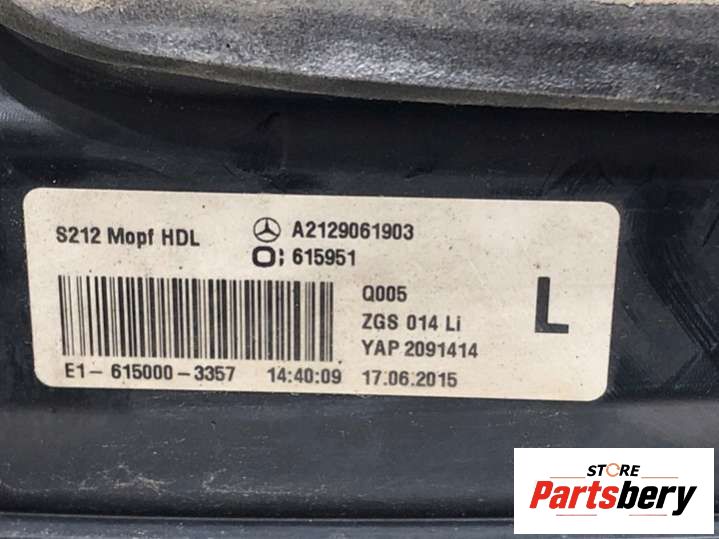 S212 Mopf HDL
A2129061903
615951
Q005
ZGS 014 Li
YAP 2091414
L
E1- 615000 - 3357 14:40:09 17.06.2015
STORE
Partsbery